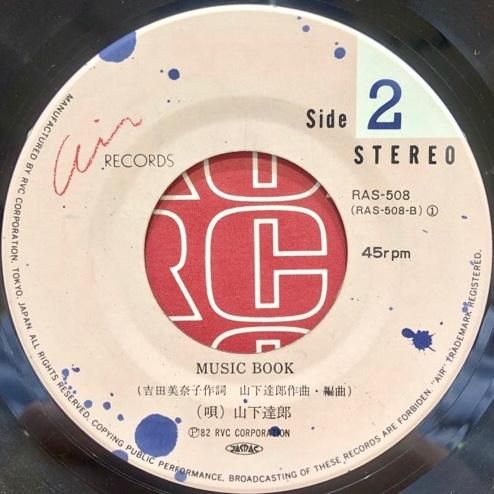 Air
RECORDS
Side 2
STEREO
RAS-508
(RAS-508-B) ①
45rpm
MUSIC BOOK
(吉田美奈子作詞 山下達郎作曲・編曲)
(唄) 山下達郎
Ⓟ82 RVC CORPORATION
JASRAC
MANUFACTURED BY RVC CORPORATION, TOKYO, JAPAN. ALL RIGHTS RESERVED. COPYING PUBLIC PERFORMANCE, BROADCASTING OF THESE RECORDS ARE FORBIDDEN. "AIR" TRADEMARK REGISTERED.